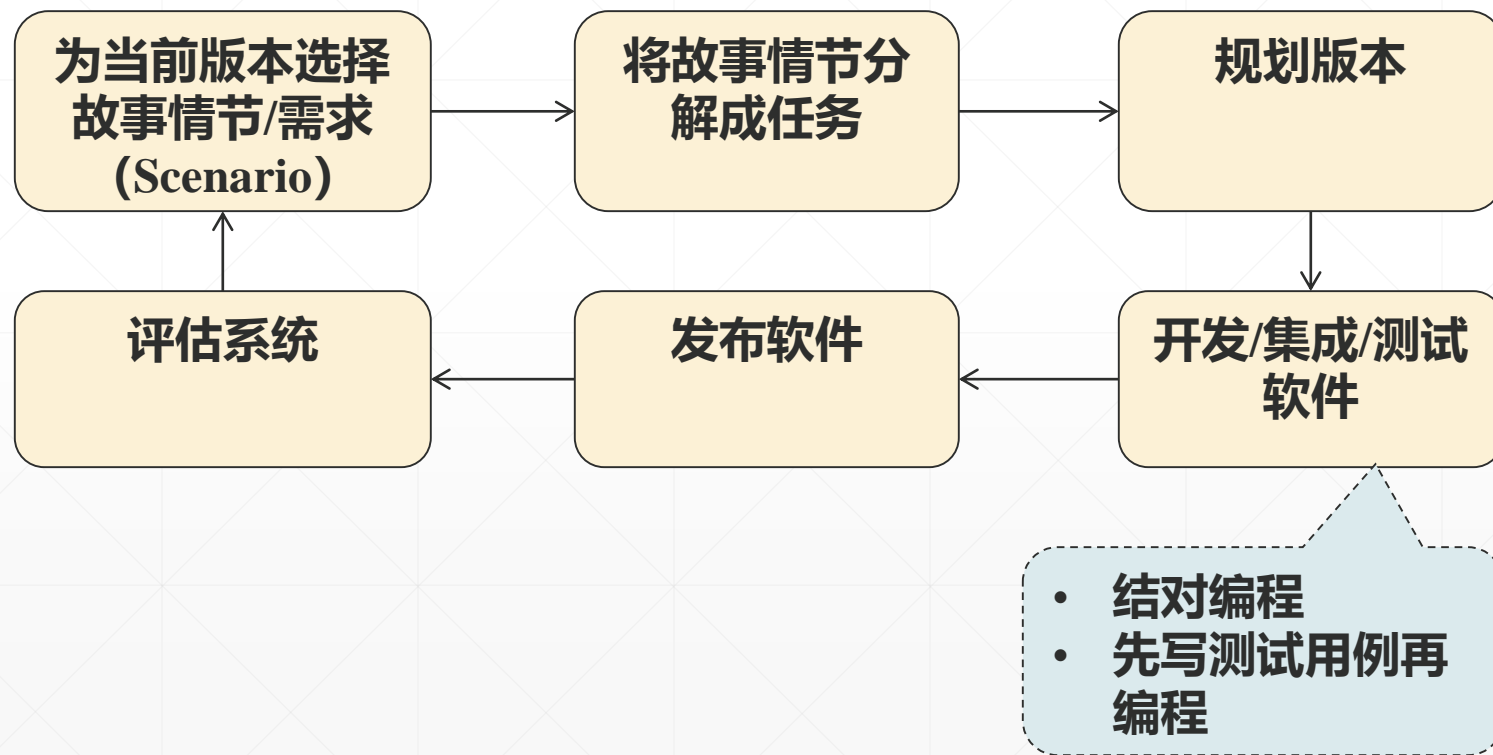 为当前版本选择
故事情节/需求
（Scenario）
将故事情节分
解成任务
规划版本
评估系统
发布软件
开发/集成/测试
软件
• 结对编程
• 先写测试用例再
编程